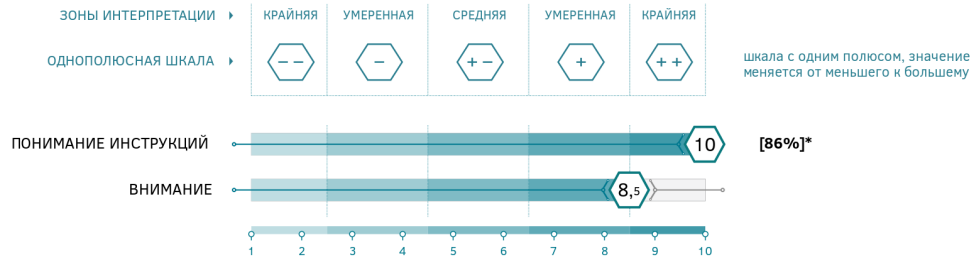 ЗОНЫ ИНТЕРПРЕТАЦИИ КРАЙНЯЯ УМЕРЕННАЯ СРЕДНЯЯ УМЕРЕННАЯ КРАЙНЯЯ
ОДНОПОЛЮСНАЯ ШКАЛА −− − +− + ++
шкала с одним полюсом, значение
меняется от меньшего к большему
ПОНИМАНИЕ ИНСТРУКЦИЙ 10 [86%]*
ВНИМАНИЕ 8,5
1 2 3 4 5 6 7 8 9 10